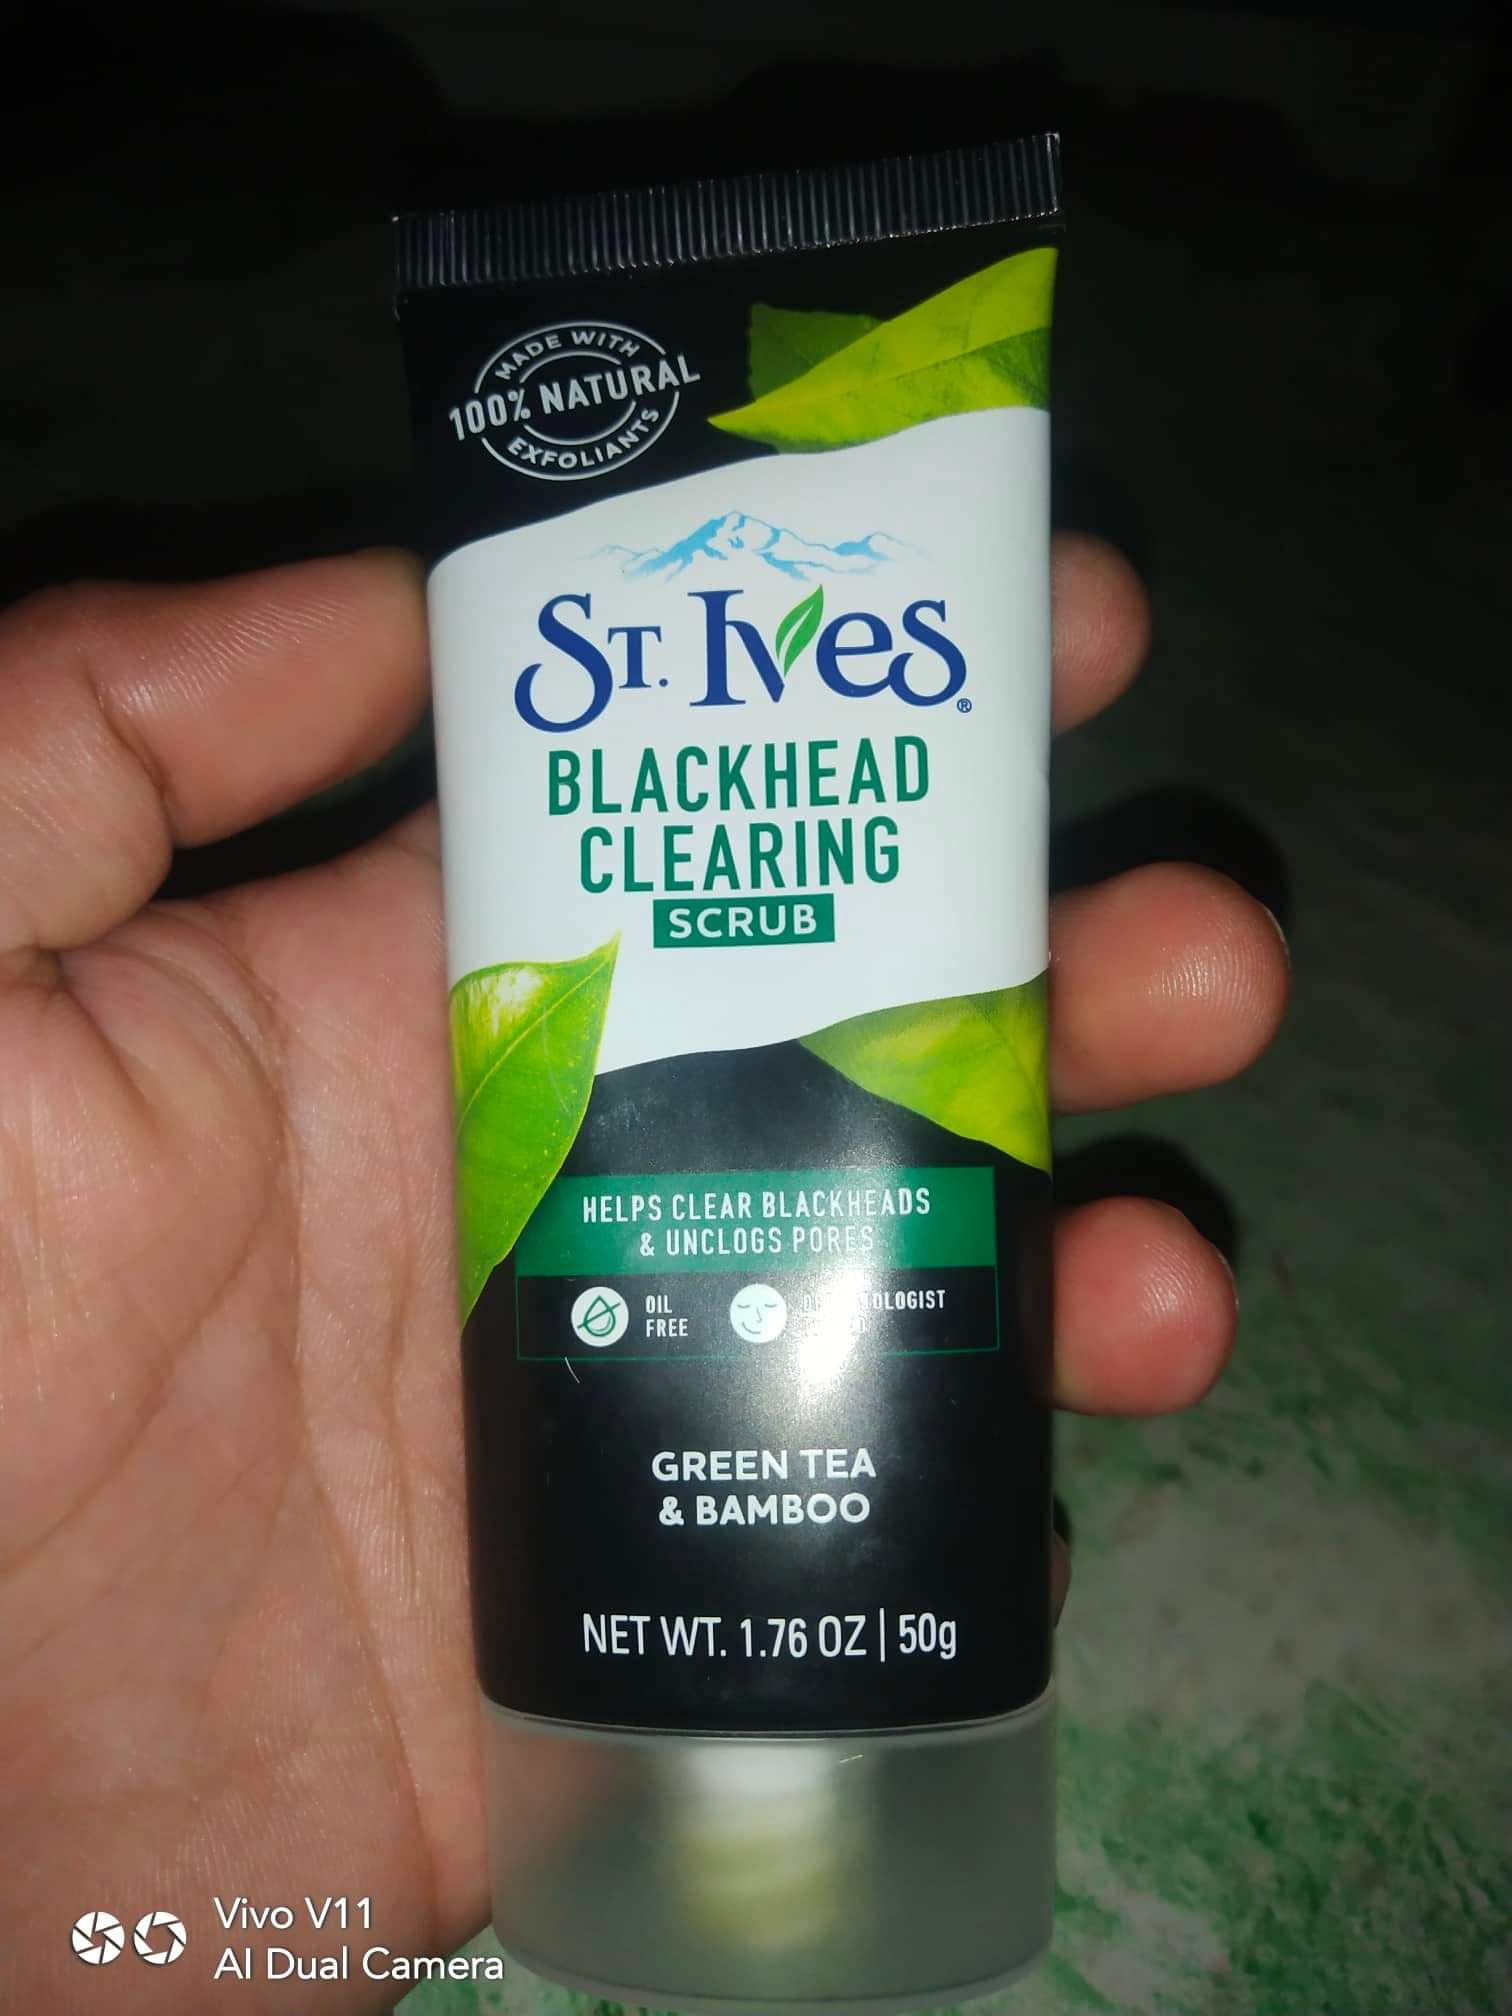 MADE WITH
100% NATURAL
EXFOLIANTS
ST. IVES®
BLACKHEAD
CLEARING
SCRUB
HELPS CLEAR BLACKHEADS
& UNCLOGS PORES
OIL
FREE
GREEN TEA
& BAMBOO
NET WT. 1.76 OZ | 50g
Vivo V11
AI Dual Camera